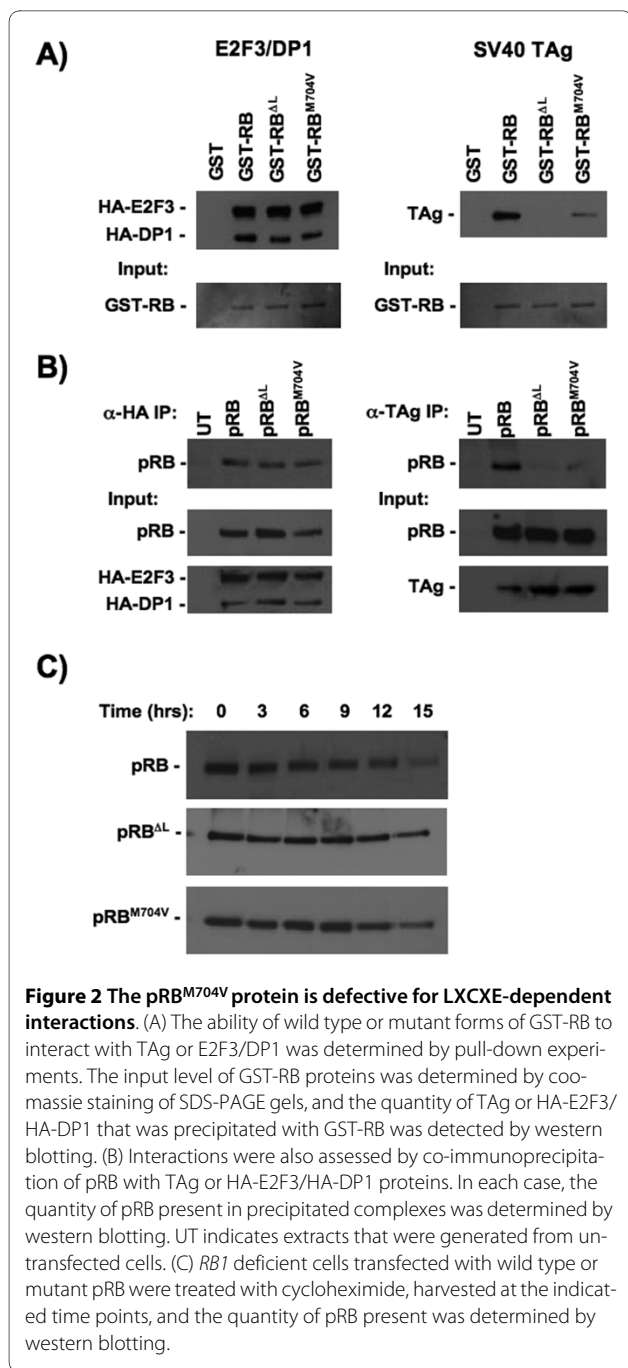 A)
E2F3/DP1
SV40 TAg
GST
GST-RB
GST-RB^ΔL
GST-RB^M704V
GST
GST-RB
GST-RB^ΔL
GST-RB^M704V
HA-E2F3 -
HA-DP1 -
TAg -
Input:
Input:
GST-RB -
GST-RB -
B)
α-HA IP:
UT
pRB
pRB^ΔL
pRB^M704V
α-TAg IP:
UT
pRB
pRB^ΔL
pRB^M704V
pRB -
pRB -
Input:
Input:
pRB -
pRB -
HA-E2F3 -
HA-DP1 -
TAg -
C)
Time (hrs): 0 3 6 9 12 15
pRB -
pRB^ΔL -
pRB^M704V -
Figure 2 The pRB^M704V protein is defective for LXCXE-dependent
interactions. (A) The ability of wild type or mutant forms of GST-RB to
interact with TAg or E2F3/DP1 was determined by pull-down experi-
ments. The input level of GST-RB proteins was determined by coo-
massie staining of SDS-PAGE gels, and the quantity of TAg or HA-E2F3/
HA-DP1 that was precipitated with GST-RB was detected by western
blotting. (B) Interactions were also assessed by co-immunoprecipita-
tion of pRB with TAg or HA-E2F3/HA-DP1 proteins. In each case, the
quantity of pRB present in precipitated complexes was determined by
western blotting. UT indicates extracts that were generated from un-
transfected cells. (C) RB1 deficient cells transfected with wild type or
mutant pRB were treated with cycloheximide, harvested at the indicat-
ed time points, and the quantity of pRB present was determined by
western blotting.